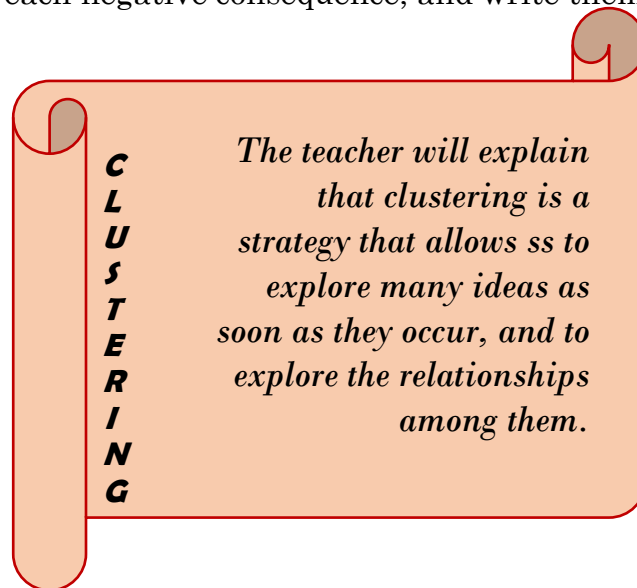 each negative consequence, and write them
CLUSTERING
The teacher will explain
that clustering is a
strategy that allows ss to
explore many ideas as
soon as they occur, and to
explore the relationships
among them.